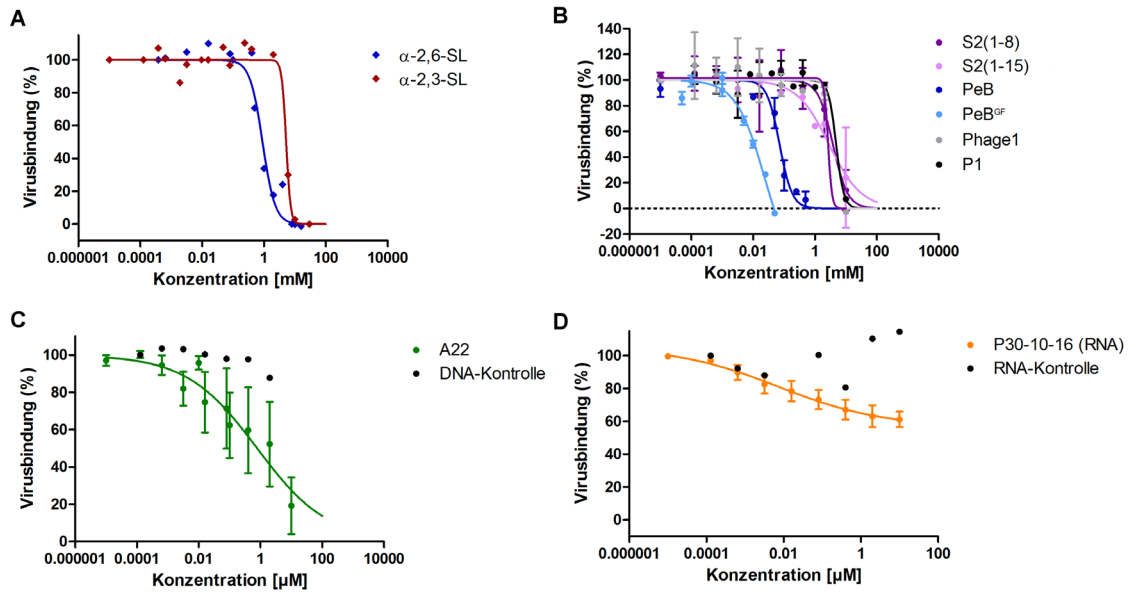 A
Virusbindung (%)
100
80
60
40
20
0
0.000001
0.0001
0.01
1
100
10000
Konzentration [mM]
α-2,6-SL
α-2,3-SL
B
Virusbindung (%)
140
120
100
80
60
40
20
0
-20
0.000001
0.0001
0.01
1
100
10000
Konzentration [mM]
S2(1-8)
S2(1-15)
PeB
PeBGF
Phage1
P1
C
Virusbindung (%)
100
80
60
40
20
0
0.000001
0.0001
0.01
1
100
10000
Konzentration [µM]
A22
DNA-Kontrolle
D
Virusbindung (%)
100
80
60
40
20
0
0.000001
0.0001
0.01
1
100
10000
Konzentration [µM]
P30-10-16 (RNA)
RNA-Kontrolle